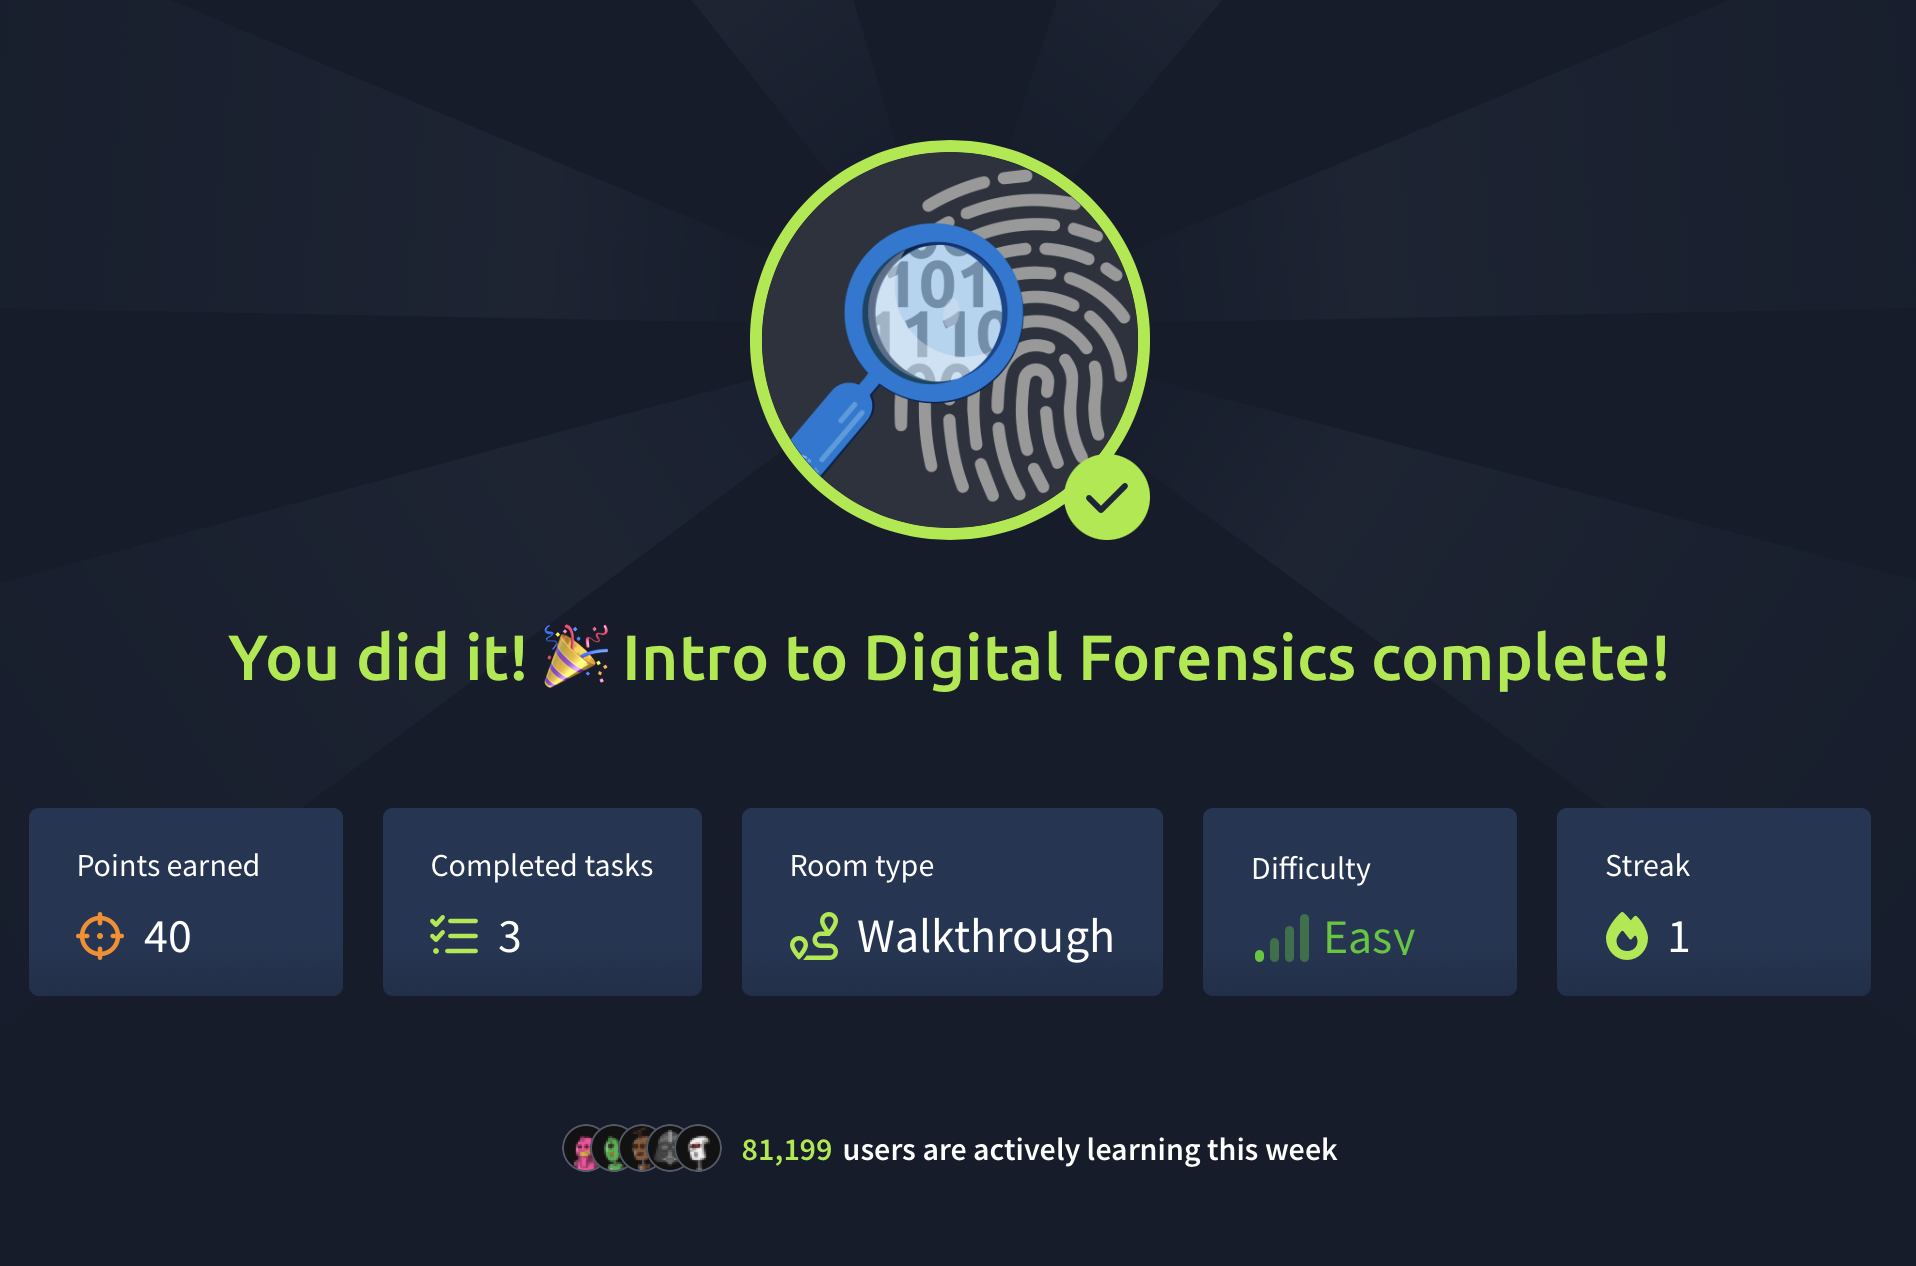 101
1110
You did it! 🎉 Intro to Digital Forensics complete!
Points earned
40
Completed tasks
3
Room type
Walkthrough
Difficulty
Easy
Streak
1
81,199 users are actively learning this week